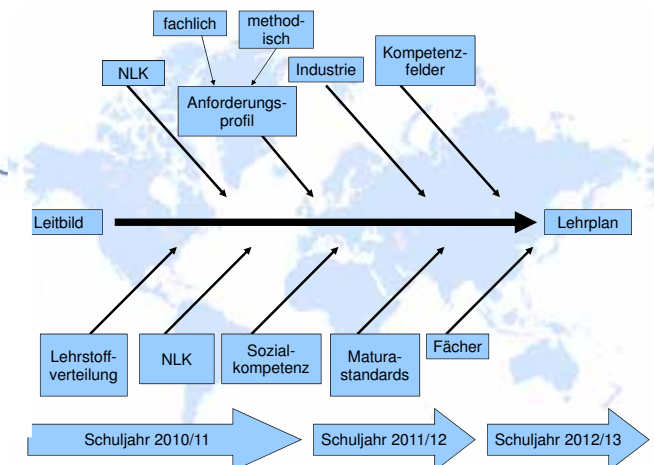 fachlich
method-
isch
NLK
Anforderungs-
profil
Industrie
Kompetenz-
felder
Leitbild
Lehrplan
Lehrstoff-
verteilung
NLK
Sozial-
kompetenz
Matura-
standards
Fächer
Schuljahr 2010/11
Schuljahr 2011/12
Schuljahr 2012/13